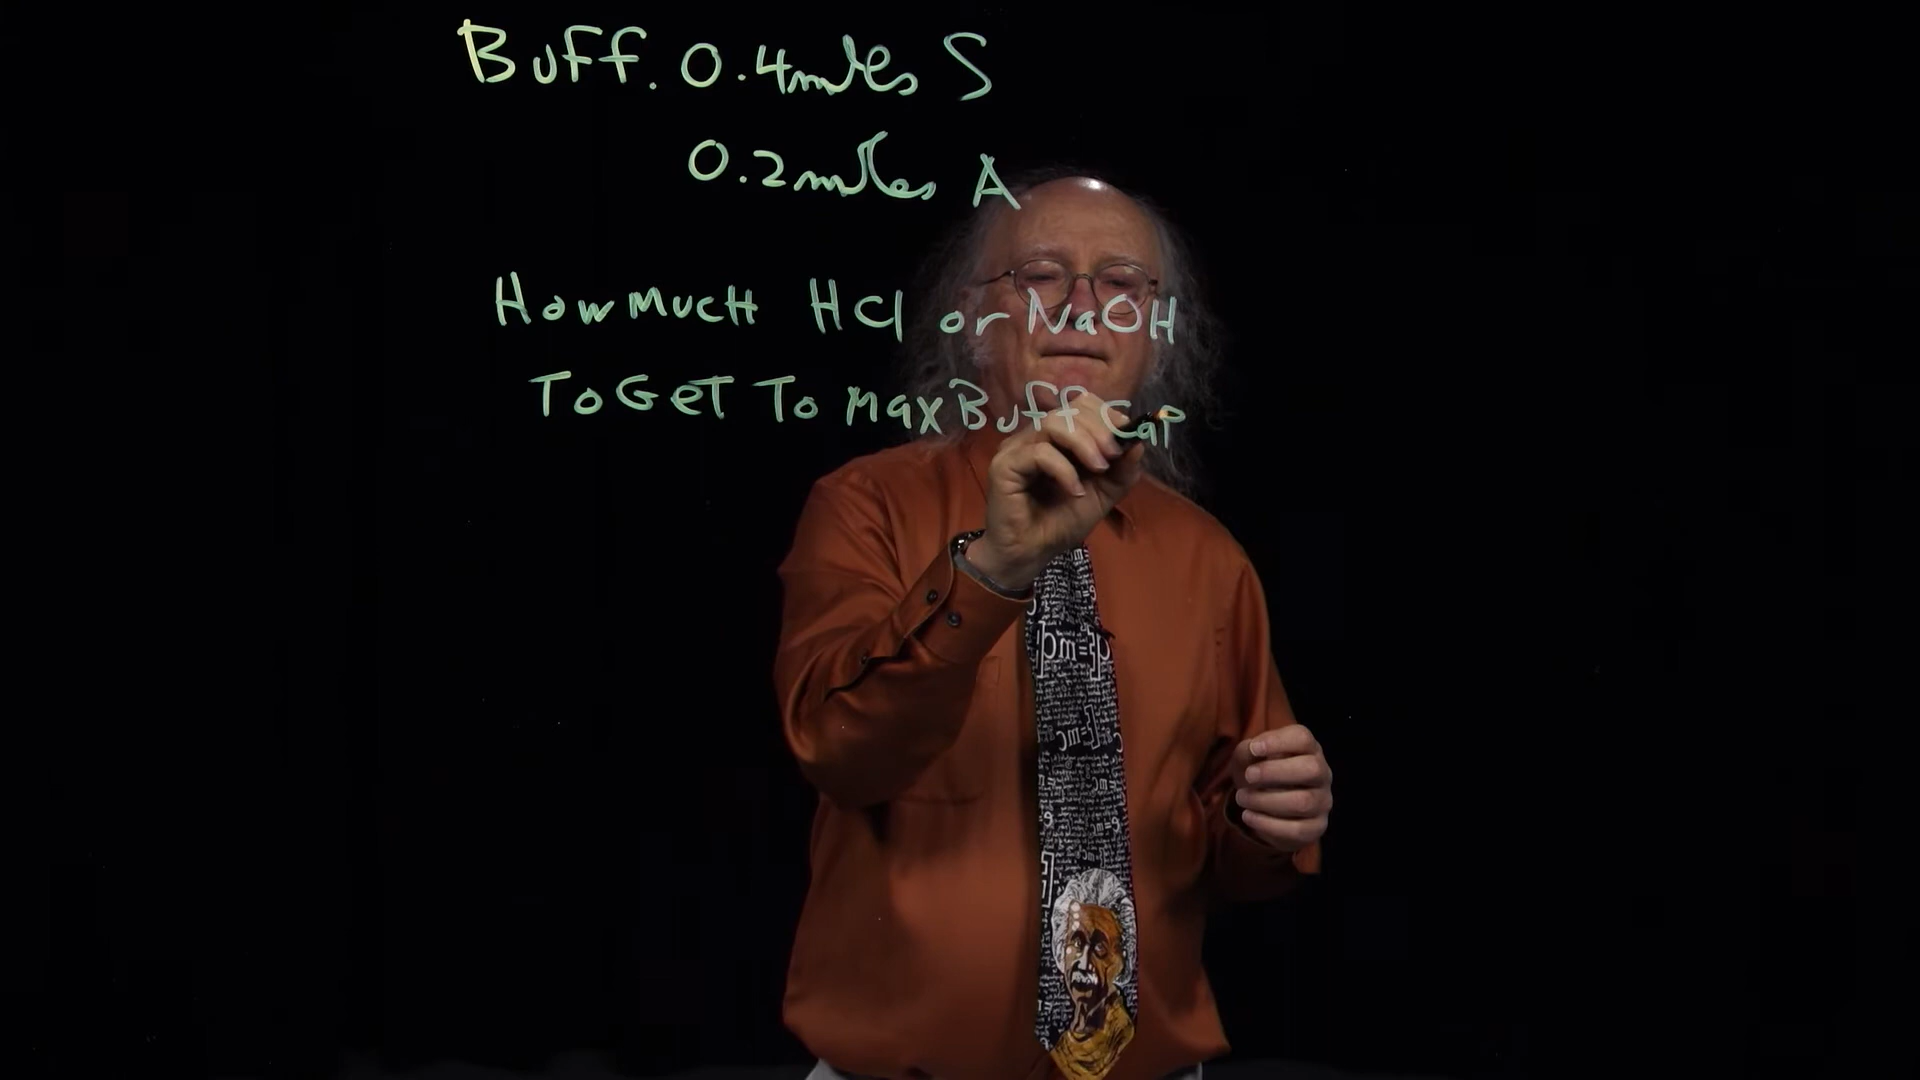 Buff. 0.4moles S
0.2moles A
How MucH HCl or NaOH
To GeT To Max Buff Cap